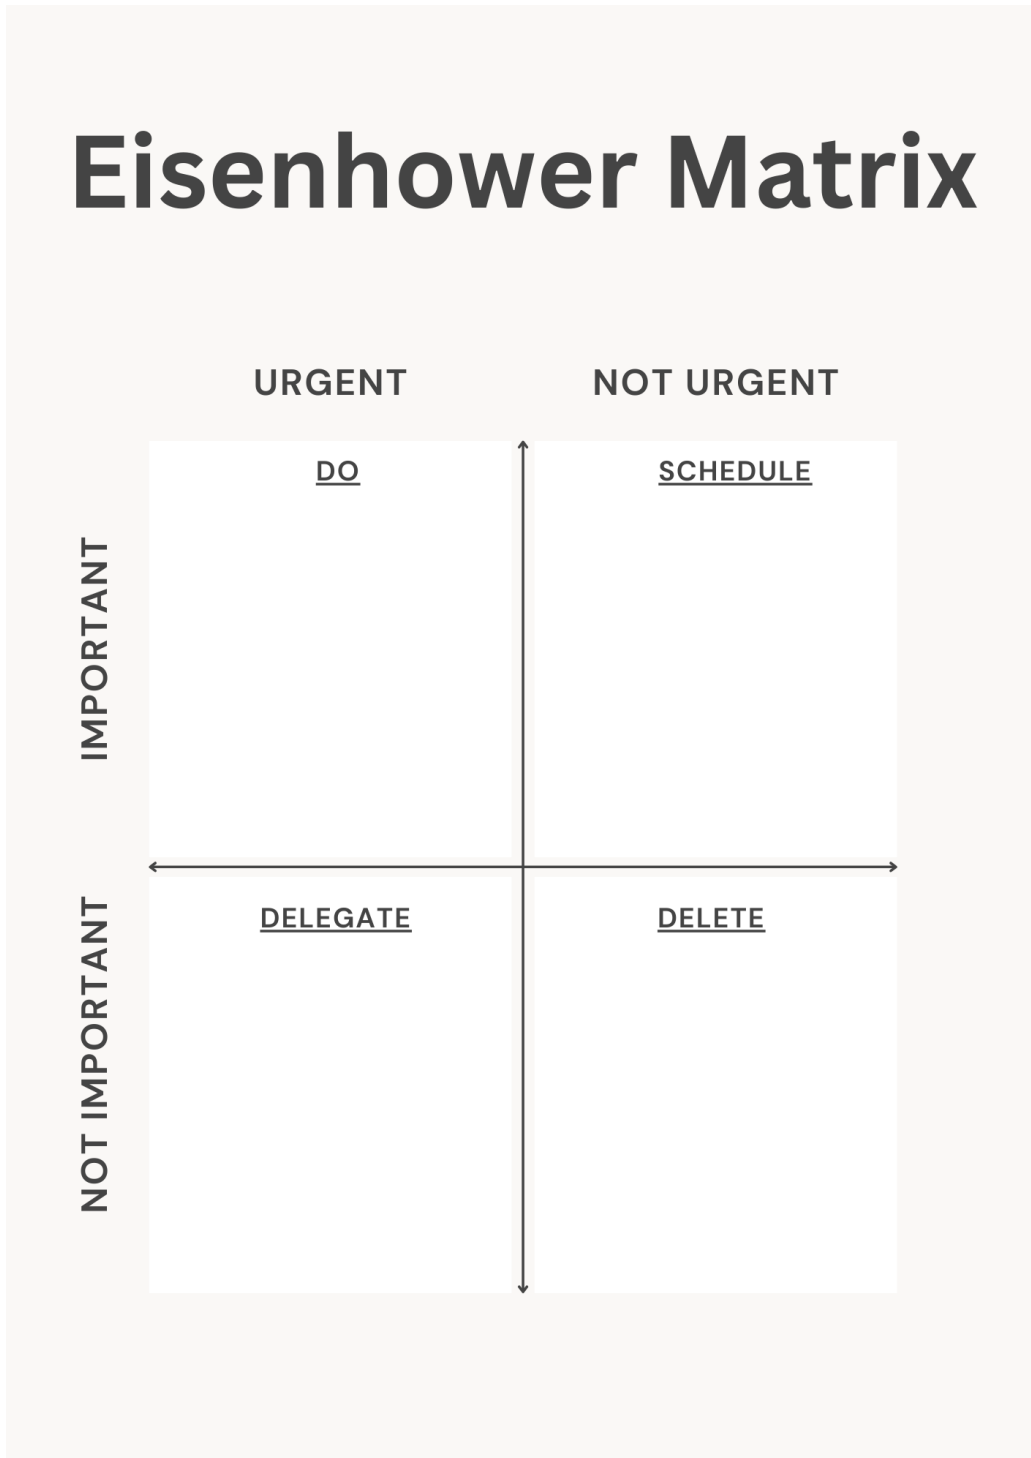 Eisenhower Matrix
URGENT
NOT URGENT
IMPORTANT
DO
SCHEDULE
NOT IMPORTANT
DELEGATE
DELETE